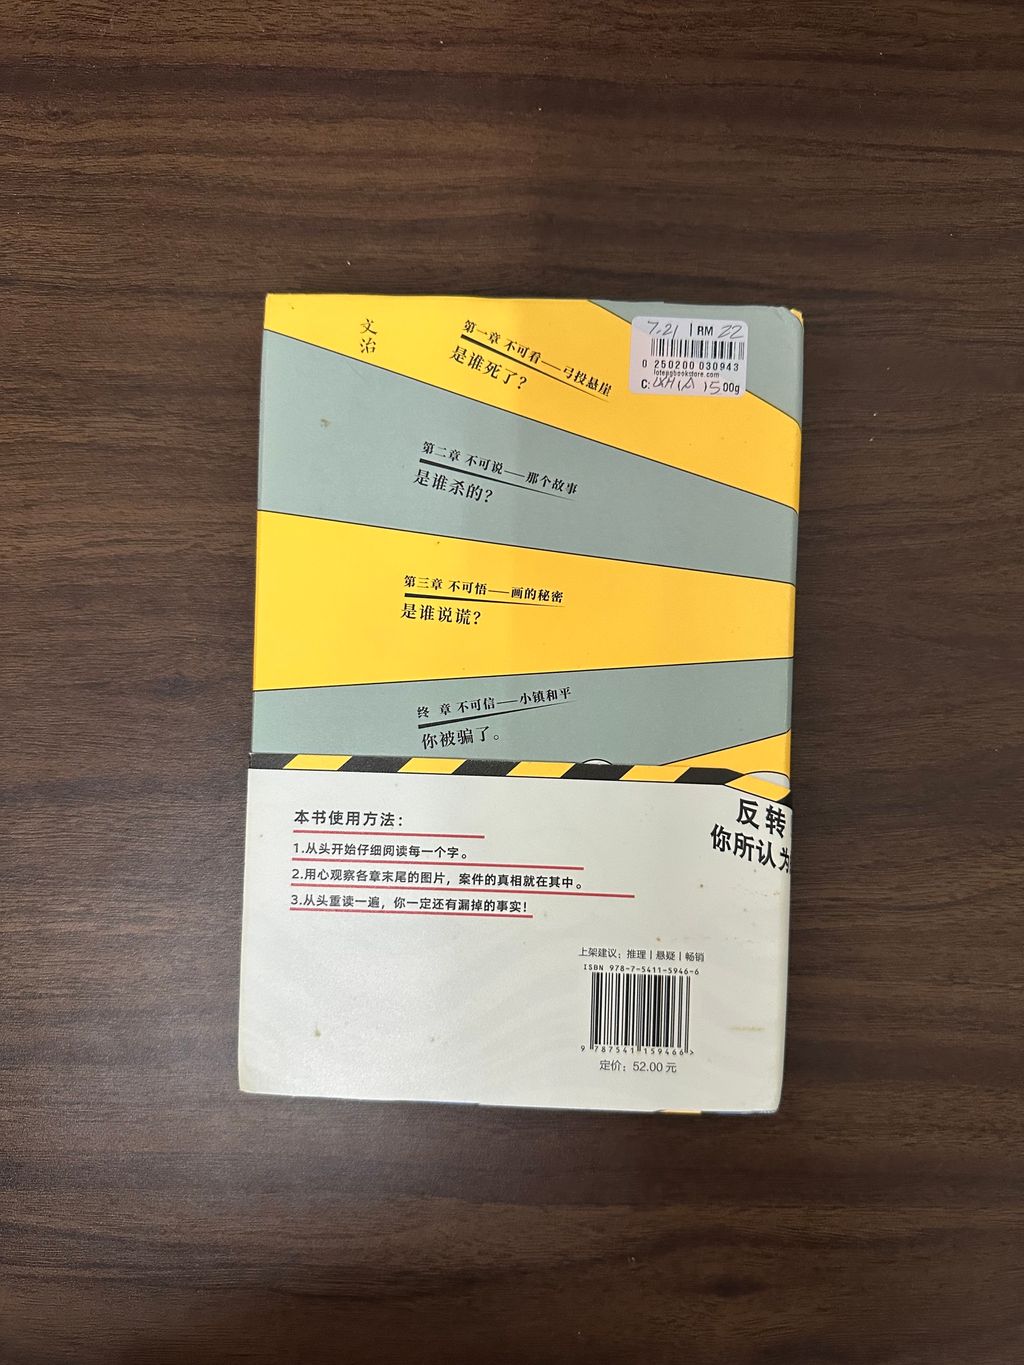 文治
第一章 不可看——弓投悬崖
是谁死了?
7.21 | RM 22
0 250200 030943
C: 15.00g
第二章 不可说——那个故事
是谁杀的?
第三章 不可悟——画的秘密
是谁说谎?
终 章 不可信——小镇和平
你被骗了。
反转
你所认为
本书使用方法:
1.从头开始仔细阅读每一个字。
2.用心观察各章末尾的图片，案件的真相就在其中。
3.从头重读一遍，你一定还有漏掉的事实!
上架建议：推理｜悬疑｜畅销
ISBN 978-7-5411-5946-6
9 787541 159466>
定价：52.00元